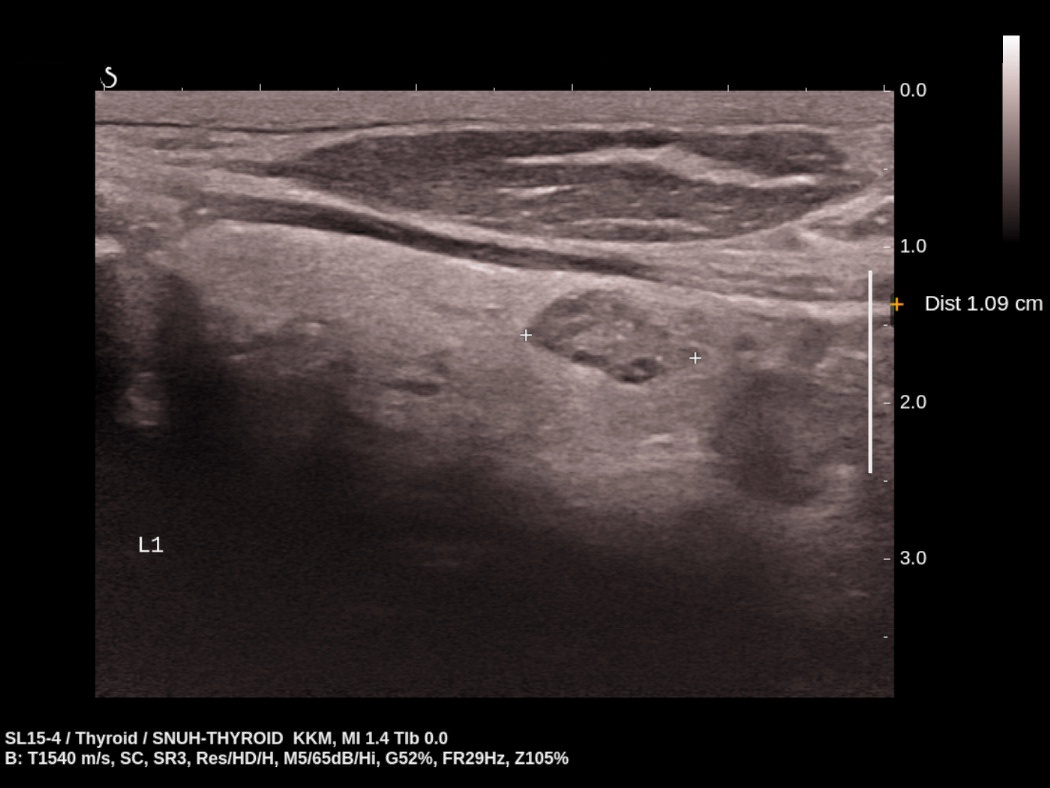 S
0.0
1.0
Dist 1.09 cm
2.0
L1
3.0
SL15-4 / Thyroid / SNUH-THYROID KKM, MI 1.4 TIb 0.0
B: T1540 m/s, SC, SR3, Res/HD/H, M5/65dB/Hi, G52%, FR29Hz, Z105%